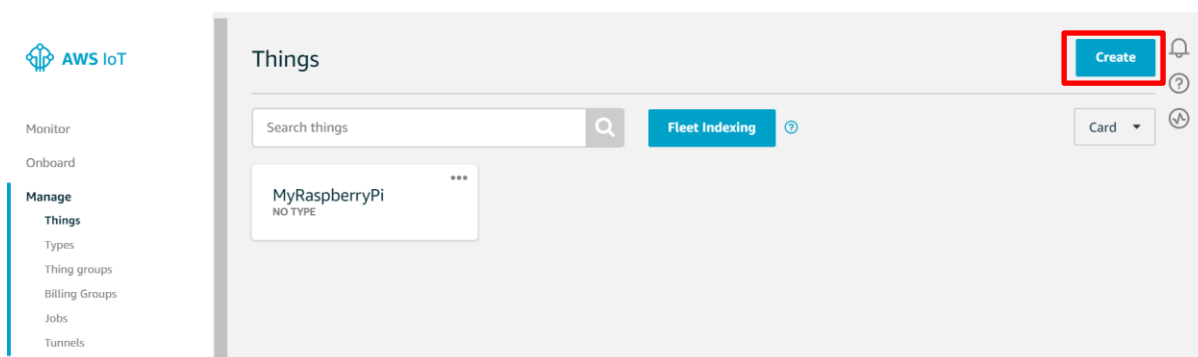 AWS IoT
Monitor
Onboard
Manage
Things
Types
Thing groups
Billing Groups
Jobs
Tunnels
Things
Create
Search things
Fleet Indexing
Card
MyRaspberryPi
NO TYPE